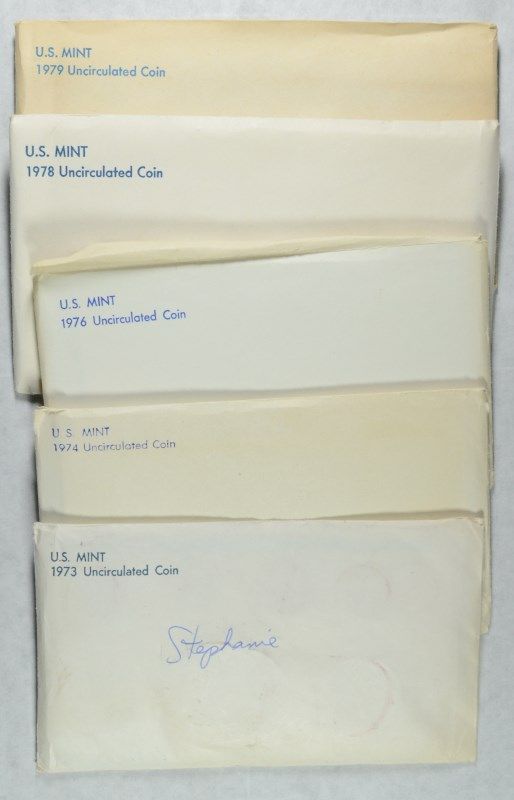 U.S. MINT
1979 Uncirculated Coin
U.S. MINT
1978 Uncirculated Coin
U.S. MINT
1976 Uncirculated Coin
U.S. MINT
1974 Uncirculated Coin
U.S. MINT
1973 Uncirculated Coin
Stephanie